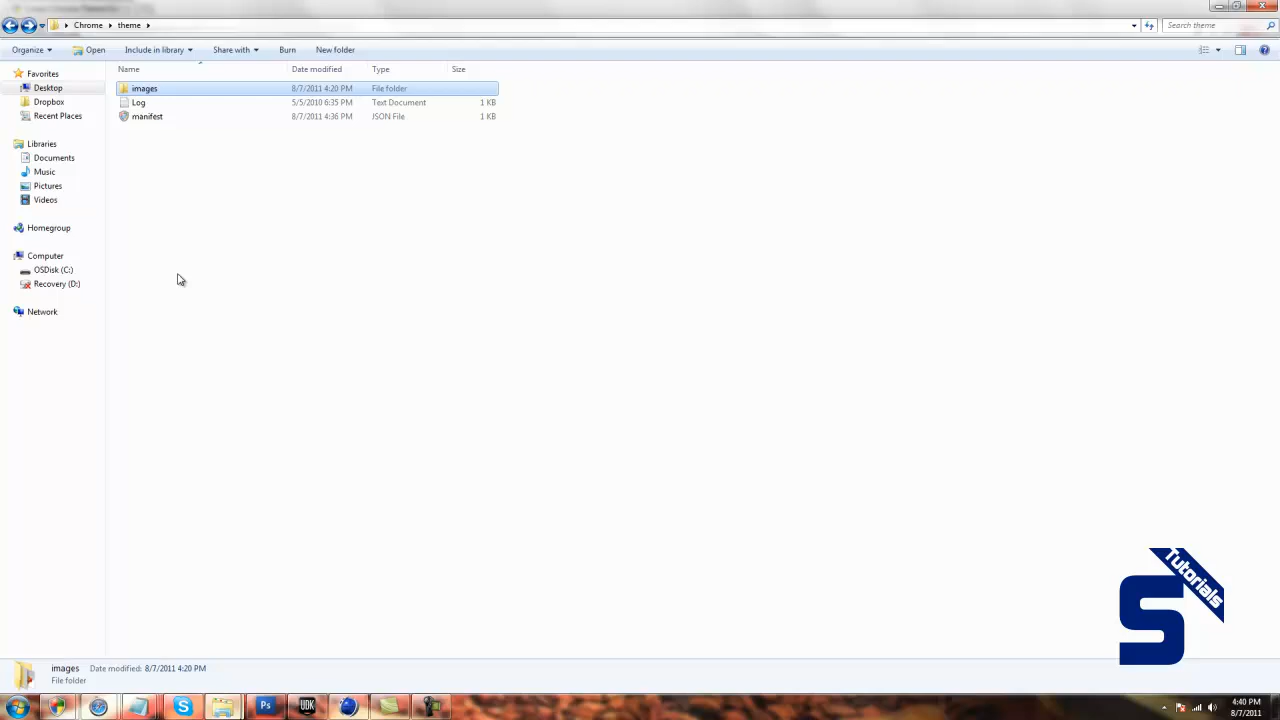 Chrome theme
Search theme
Organize Open Include in library Share with Burn New folder
Name Date modified Type Size
images 8/7/2011 4:20 PM File folder
Log 5/5/2010 6:35 PM Text Document 1 KB
manifest 8/7/2011 4:36 PM JSON File 1 KB
Favorites
Desktop
Dropbox
Recent Places
Libraries
Documents
Music
Pictures
Videos
Homegroup
Computer
OSDisk (C:)
Recovery (D:)
Network
Tutorials
S
images Date modified: 8/7/2011 4:20 PM
File folder
Ps
UDK
4:40 PM
8/7/2011